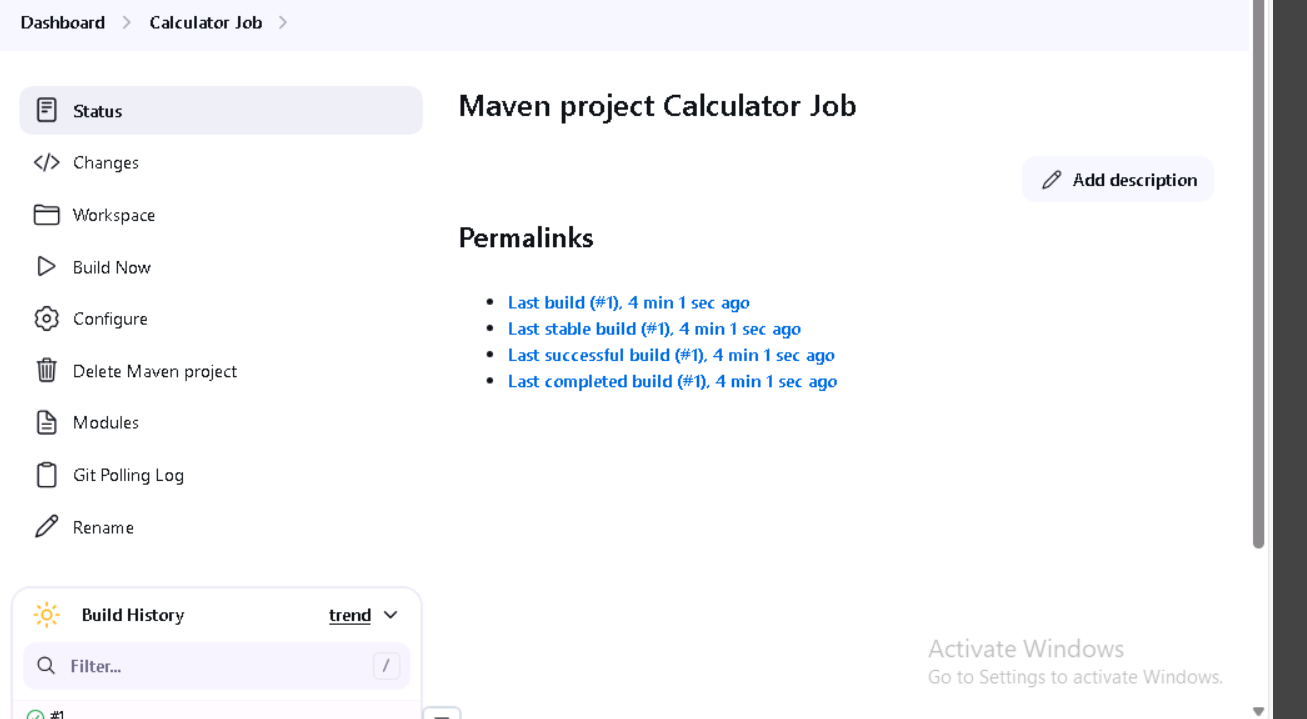 Dashboard > Calculator Job >
Status
Changes
Workspace
Build Now
Configure
Delete Maven project
Modules
Git Polling Log
Rename
Build History trend
Filter... /
#1
Maven project Calculator Job
Add description
Permalinks
Last build (#1), 4 min 1 sec ago
Last stable build (#1), 4 min 1 sec ago
Last successful build (#1), 4 min 1 sec ago
Last completed build (#1), 4 min 1 sec ago
Activate Windows
Go to Settings to activate Windows.